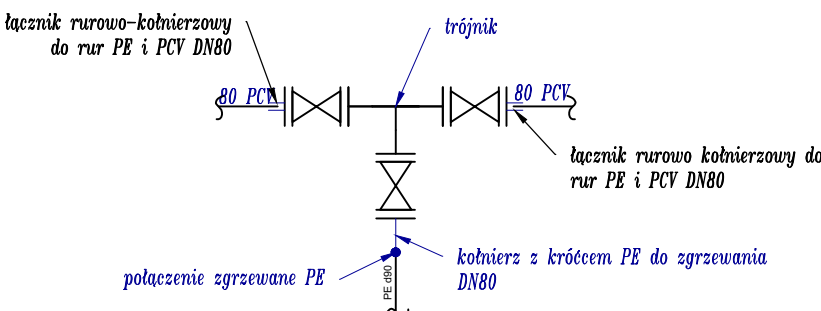 łącznik rurowo-kołnierzowy
do rur PE i PCV DN80
trójnik
80 PCV
80 PCV
łącznik rurowo kołnierzowy do
rur PE i PCV DN80
kołnierz z króćcem PE do zgrzewania
DN80
połączenie zgrzewane PE
PE d90